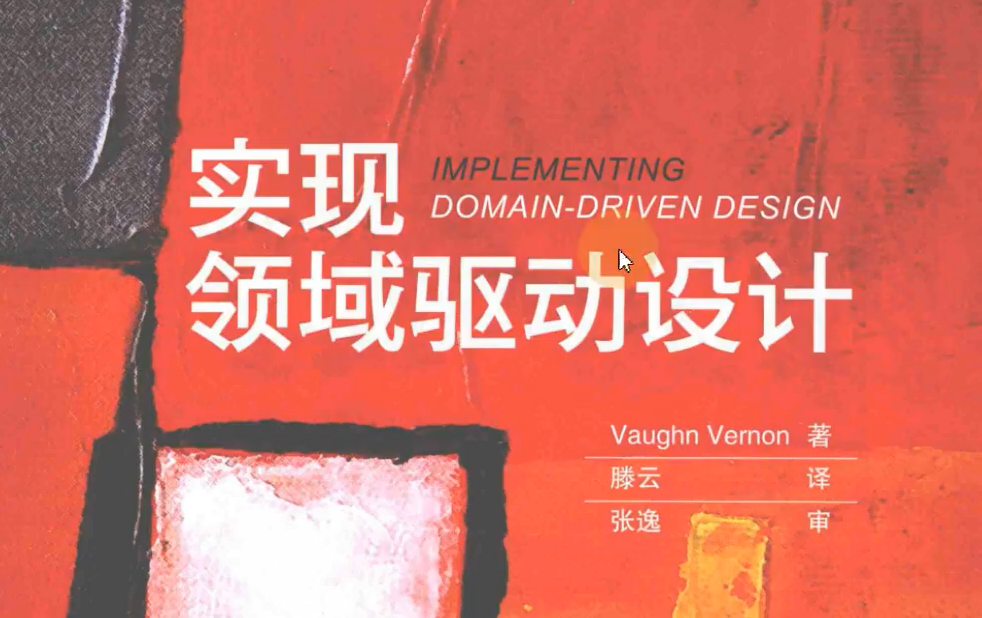 实现
IMPLEMENTING
DOMAIN-DRIVEN DESIGN
领域驱动设计
Vaughn Vernon 著
滕云 译
张逸 审